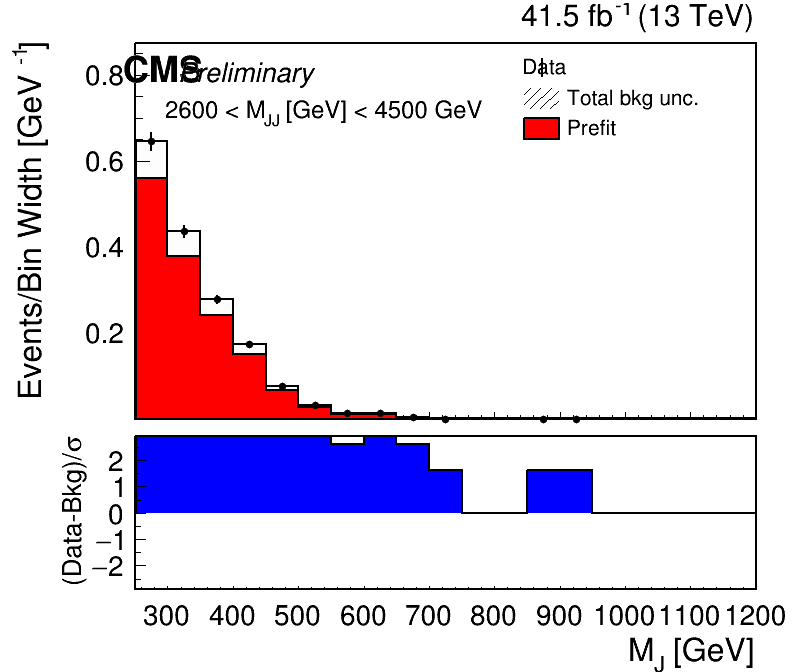 41.5 fb-1 (13 TeV)
CMS Preliminary
2600 < MJJ [GeV] < 4500 GeV
Data
Total bkg unc.
Prefit
Events/Bin Width [GeV-1]
0.8
0.6
0.4
0.2
(Data-Bkg)/σ
2
1
0
−1
−2
300 400 500 600 700 800 900 1000 1100 1200
MJ [GeV]